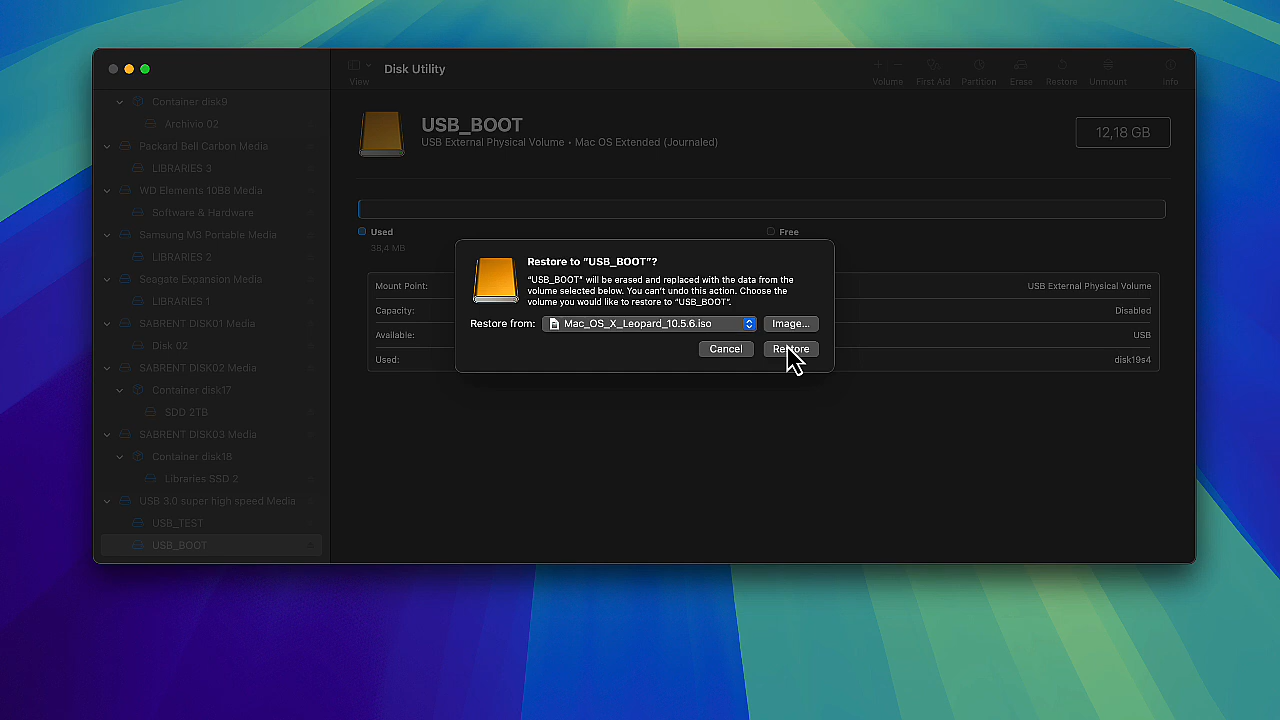 Disk Utility
View
Volume
First Aid
Partition
Erase
Restore
Unmount
Info
Container disk9
Archivio 02
Packard Bell Carbon Media
LIBRARIES 3
WD Elements 10B8 Media
Software & Hardware
Samsung M3 Portable Media
LIBRARIES 2
Seagate Expansion Media
LIBRARIES 1
SABRENT DISK01 Media
Disk 02
SABRENT DISK02 Media
Container disk17
SDD 2TB
SABRENT DISK03 Media
Container disk18
Libraries SSD 2
USB 3.0 super high speed Media
USB_TEST
USB_BOOT
USB_BOOT
USB External Physical Volume • Mac OS Extended (Journaled)
12,18 GB
Used
38,4 MB
Free
Mount Point:
USB External Physical Volume
Capacity:
Disabled
Available:
USB
Used:
disk19s4
Restore to "USB_BOOT"?
"USB_BOOT" will be erased and replaced with the data from the
volume selected below. You can't undo this action. Choose the
volume you would like to restore to "USB_BOOT".
Restore from: Mac_OS_X_Leopard_10.5.6.iso Image...
Cancel Restore